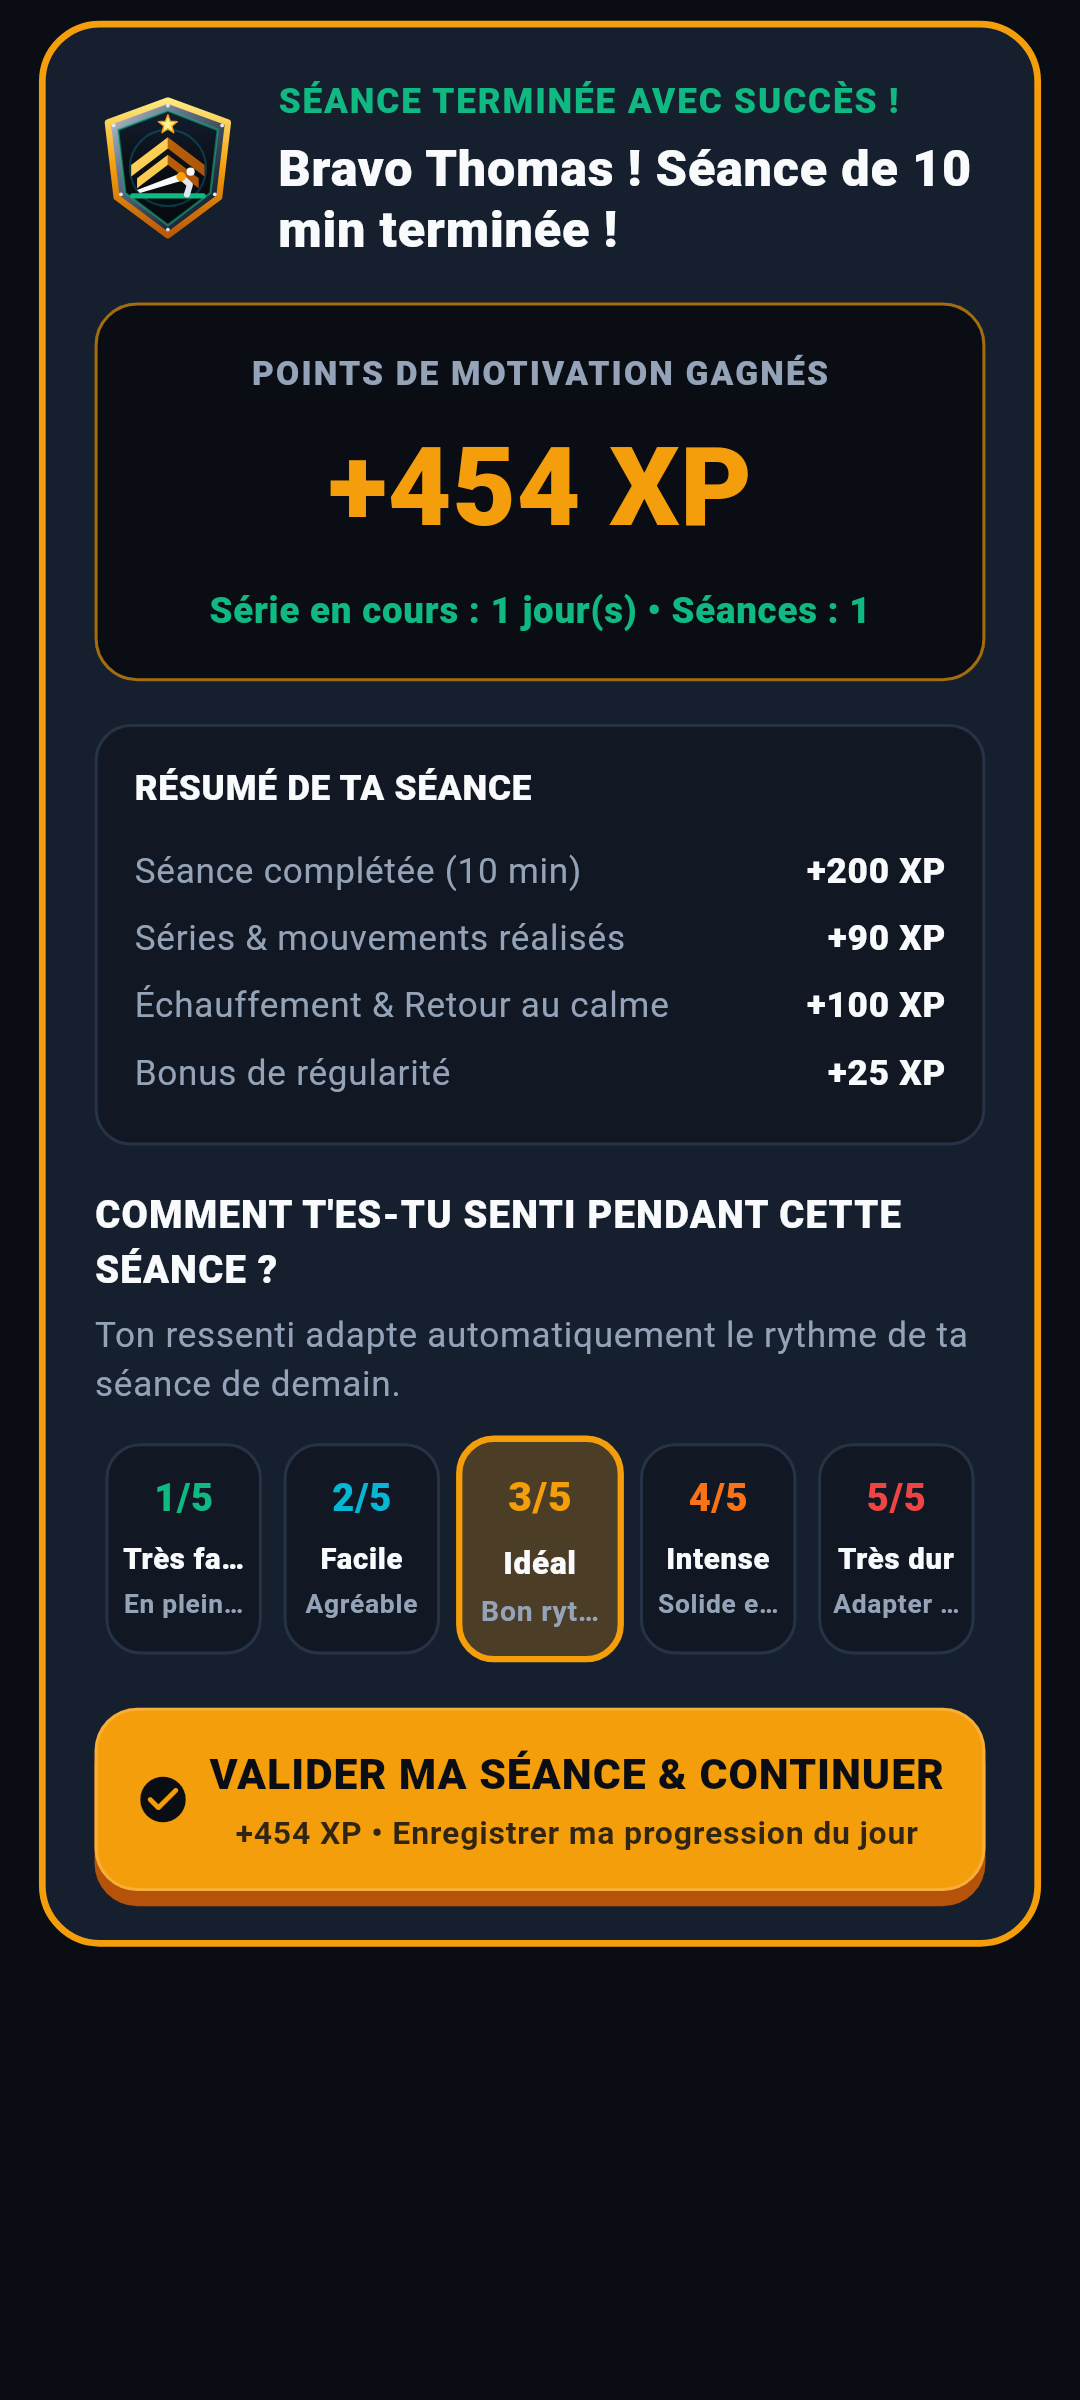 SÉANCE TERMINÉE AVEC SUCCÈS !
Bravo Thomas ! Séance de 10
min terminée !
POINTS DE MOTIVATION GAGNÉS
+454 XP
Série en cours : 1 jour(s) • Séances : 1
RÉSUMÉ DE TA SÉANCE
Séance complétée (10 min) +200 XP
Séries & mouvements réalisés +90 XP
Échauffement & Retour au calme +100 XP
Bonus de régularité +25 XP
COMMENT T'ES-TU SENTI PENDANT CETTE
SÉANCE ?
Ton ressenti adapte automatiquement le rythme de ta
séance de demain.
1/5 2/5 3/5 4/5 5/5
Très fa... Facile Idéal Intense Très dur
En plein... Agréable Bon ryt... Solide e... Adapter ...
VALIDER MA SÉANCE & CONTINUER
+454 XP • Enregistrer ma progression du jour